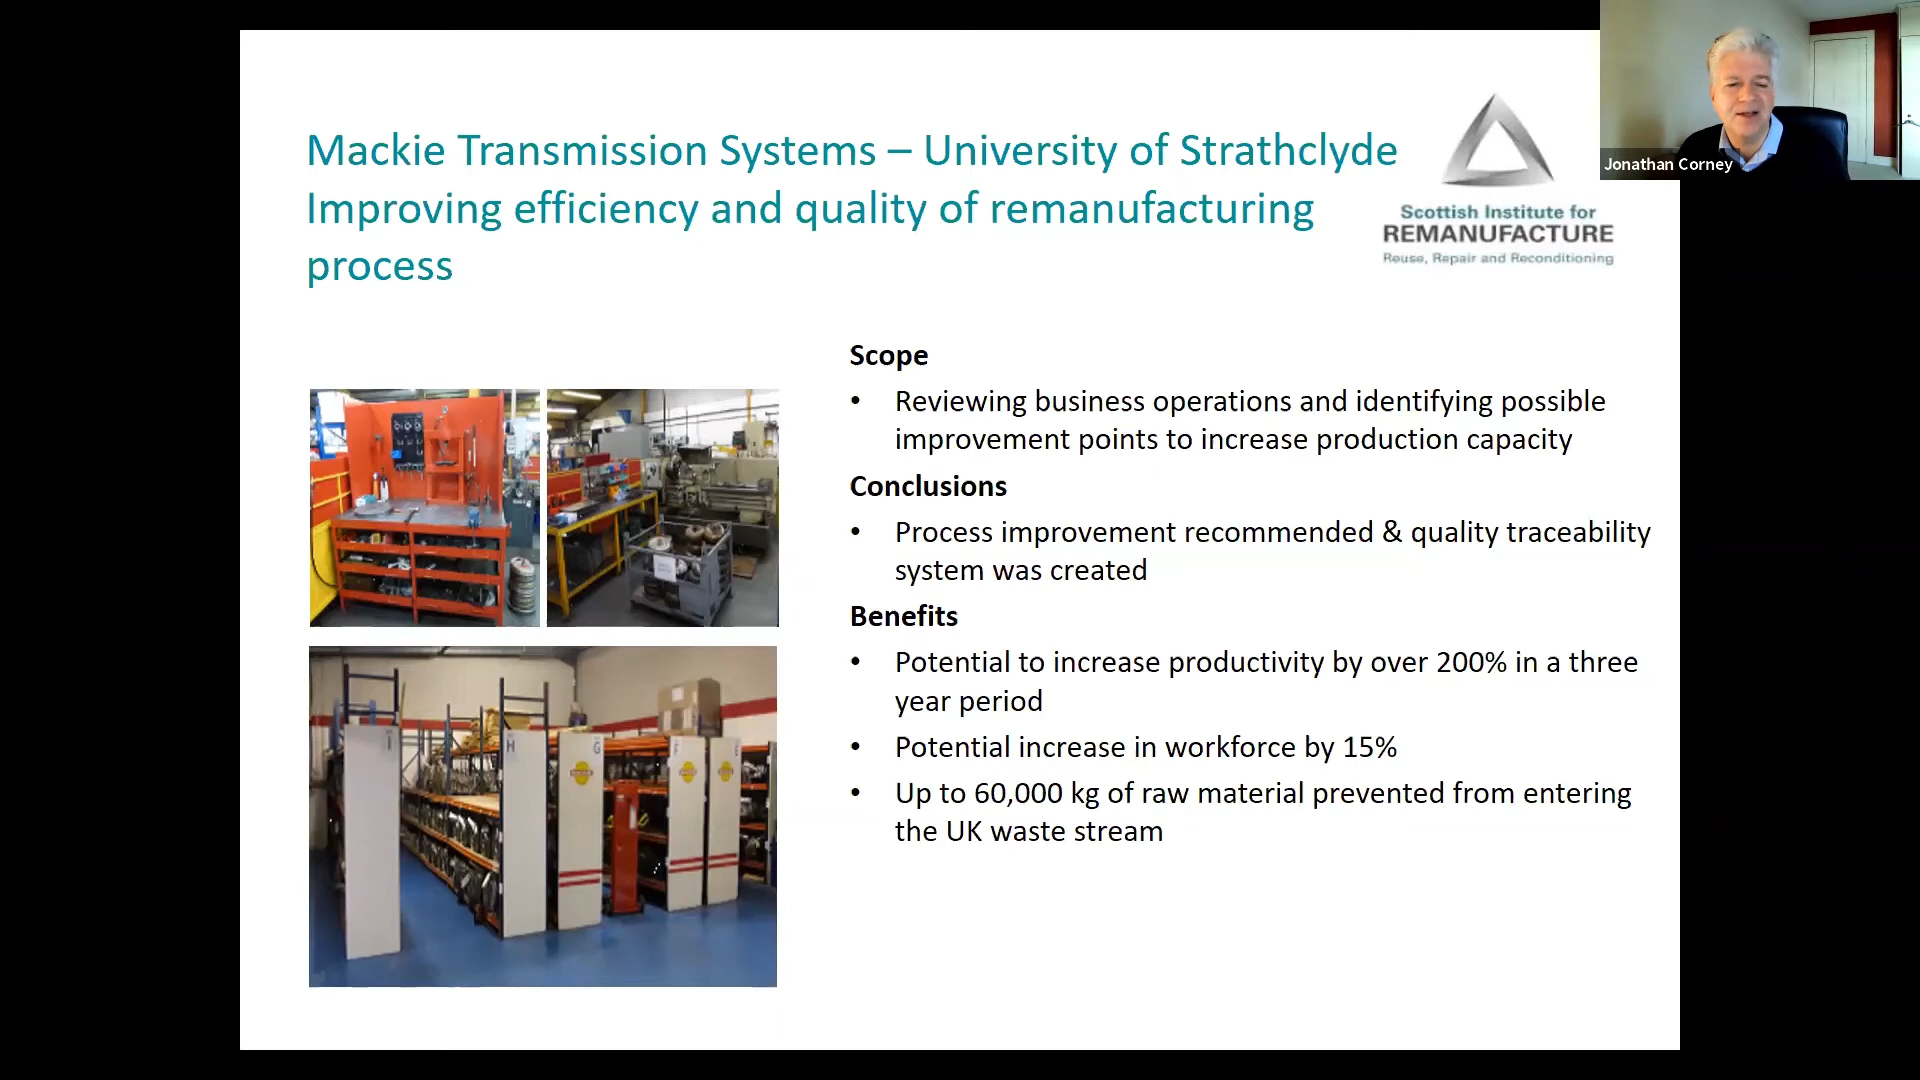 Mackie Transmission Systems – University of Strathclyde
Improving efficiency and quality of remanufacturing
process
Scottish Institute for
REMANUFACTURE
Reuse, Repair and Reconditioning
Jonathan Corney
Scope
• Reviewing business operations and identifying possible
improvement points to increase production capacity
Conclusions
• Process improvement recommended & quality traceability
system was created
Benefits
• Potential to increase productivity by over 200% in a three
year period
• Potential increase in workforce by 15%
• Up to 60,000 kg of raw material prevented from entering
the UK waste stream
H
G
F
E